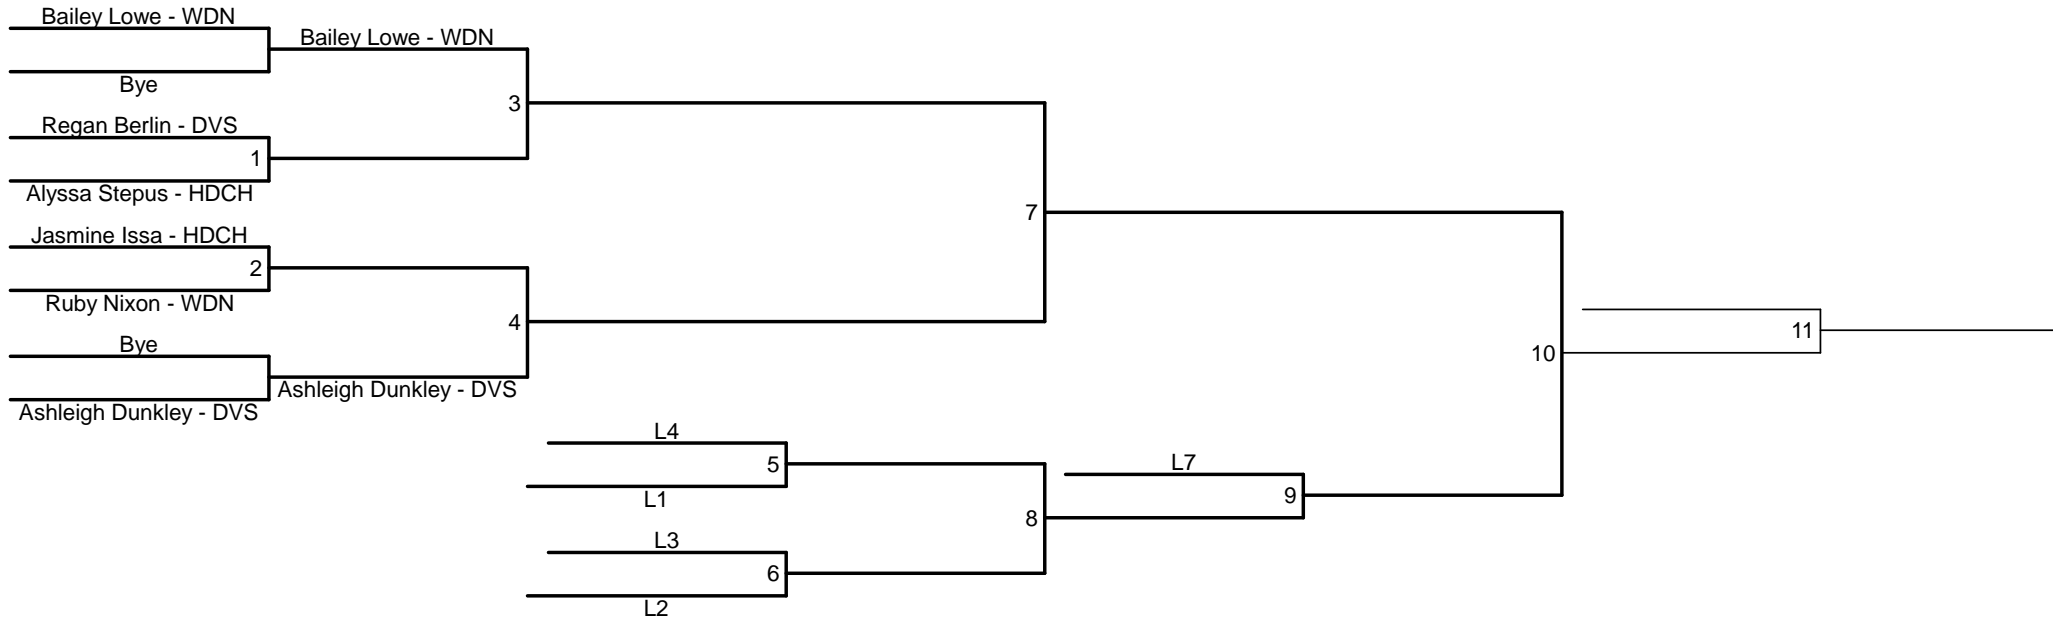 Bailey Lowe - WDN
Bailey Lowe - WDN
Bye
3
Regan Berlin - DVS
1
Alyssa Stepus - HDCH
7
Jasmine Issa - HDCH
2
Ruby Nixon - WDN
4
11
Bye
10
Ashleigh Dunkley - DVS
Ashleigh Dunkley - DVS
L4
5
L7
L1
9
8
L3
6
L2